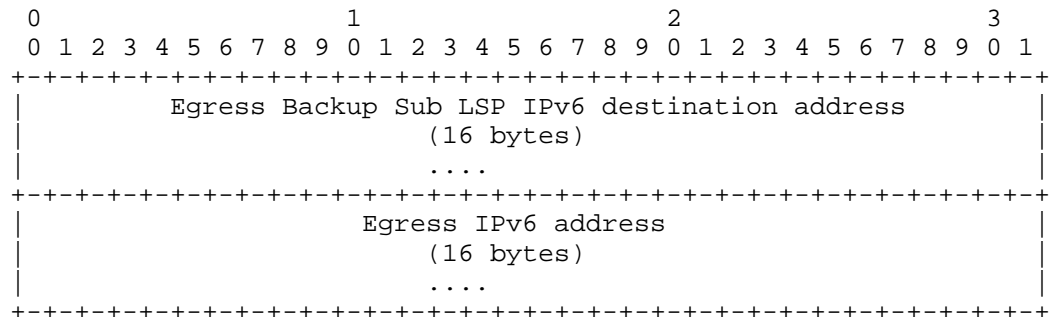 0                   1                   2                   3
 0 1 2 3 4 5 6 7 8 9 0 1 2 3 4 5 6 7 8 9 0 1 2 3 4 5 6 7 8 9 0 1
+-+-+-+-+-+-+-+-+-+-+-+-+-+-+-+-+-+-+-+-+-+-+-+-+-+-+-+-+-+-+-+-+
|         Egress Backup Sub LSP IPv6 destination address        |
|                         (16 bytes)                            |
|                         ....                                  |
+-+-+-+-+-+-+-+-+-+-+-+-+-+-+-+-+-+-+-+-+-+-+-+-+-+-+-+-+-+-+-+-+
|                     Egress IPv6 address                       |
|                         (16 bytes)                            |
|                         ....                                  |
+-+-+-+-+-+-+-+-+-+-+-+-+-+-+-+-+-+-+-+-+-+-+-+-+-+-+-+-+-+-+-+-+